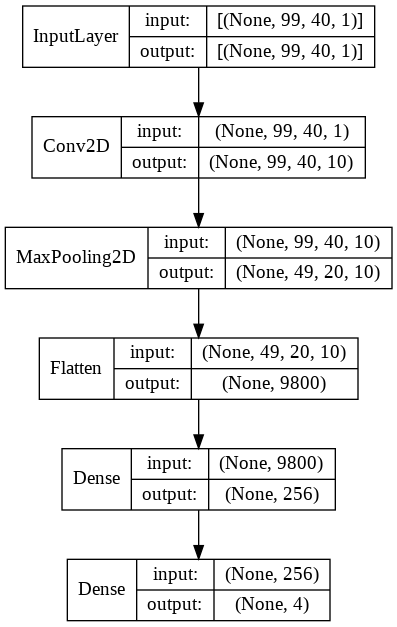 InputLayer input: [(None, 99, 40, 1)]
output: [(None, 99, 40, 1)]
Conv2D input: (None, 99, 40, 1)
output: (None, 99, 40, 10)
MaxPooling2D input: (None, 99, 40, 10)
output: (None, 49, 20, 10)
Flatten input: (None, 49, 20, 10)
output: (None, 9800)
Dense input: (None, 9800)
output: (None, 256)
Dense input: (None, 256)
output: (None, 4)